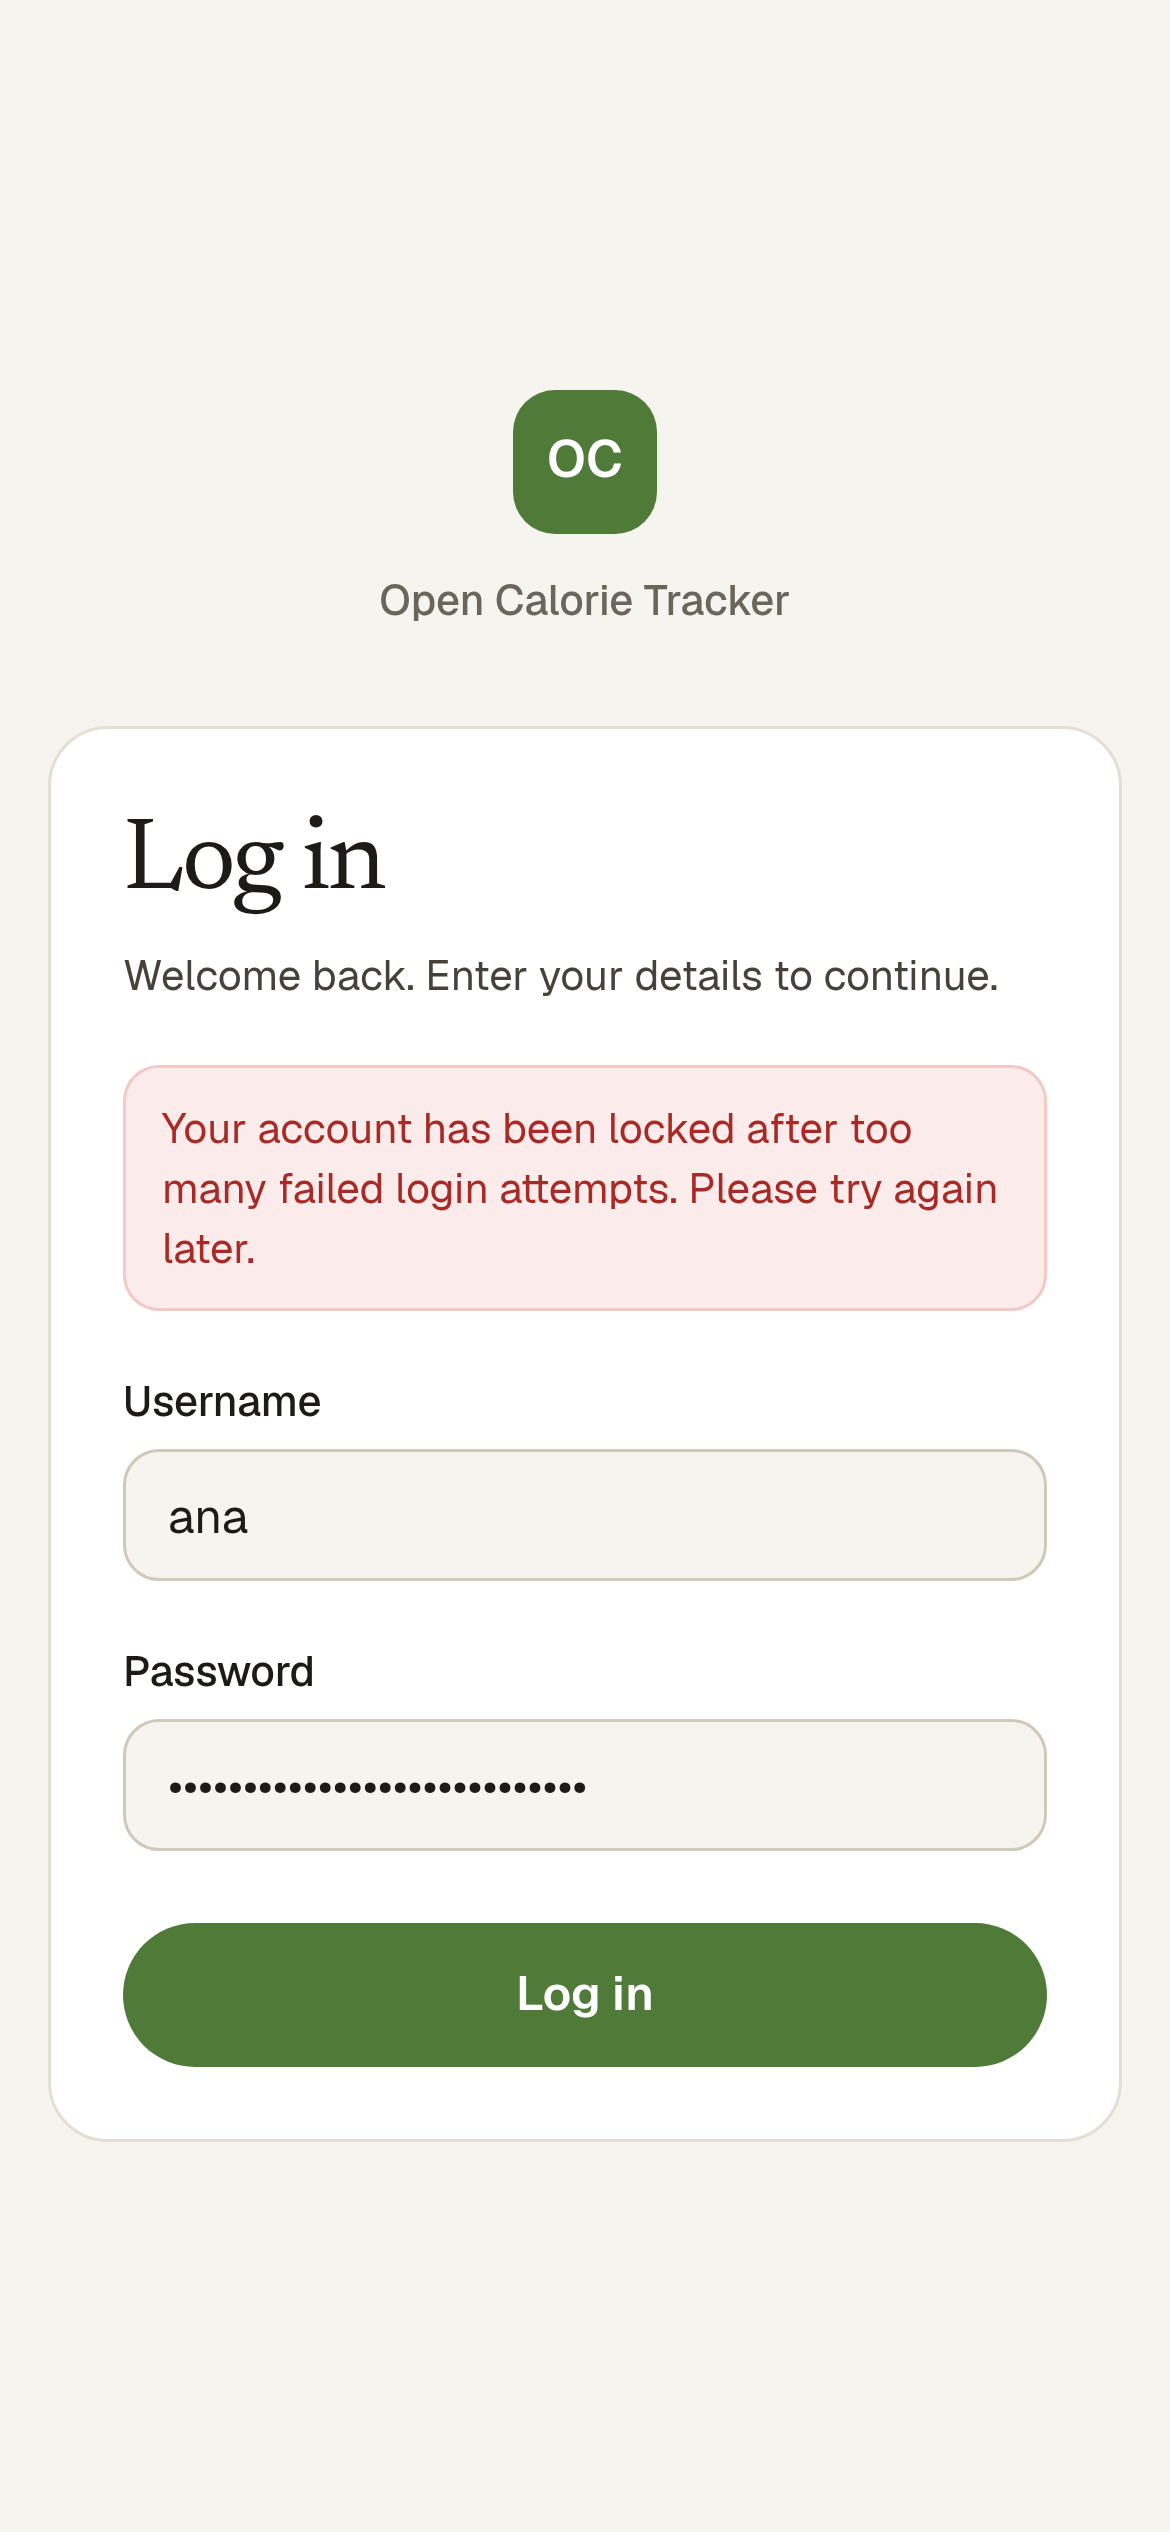 OC
Open Calorie Tracker
Log in
Welcome back. Enter your details to continue.
Your account has been locked after too
many failed login attempts. Please try again
later.
Username
ana
Password
••••••••••••••••••••••••••••
Log in